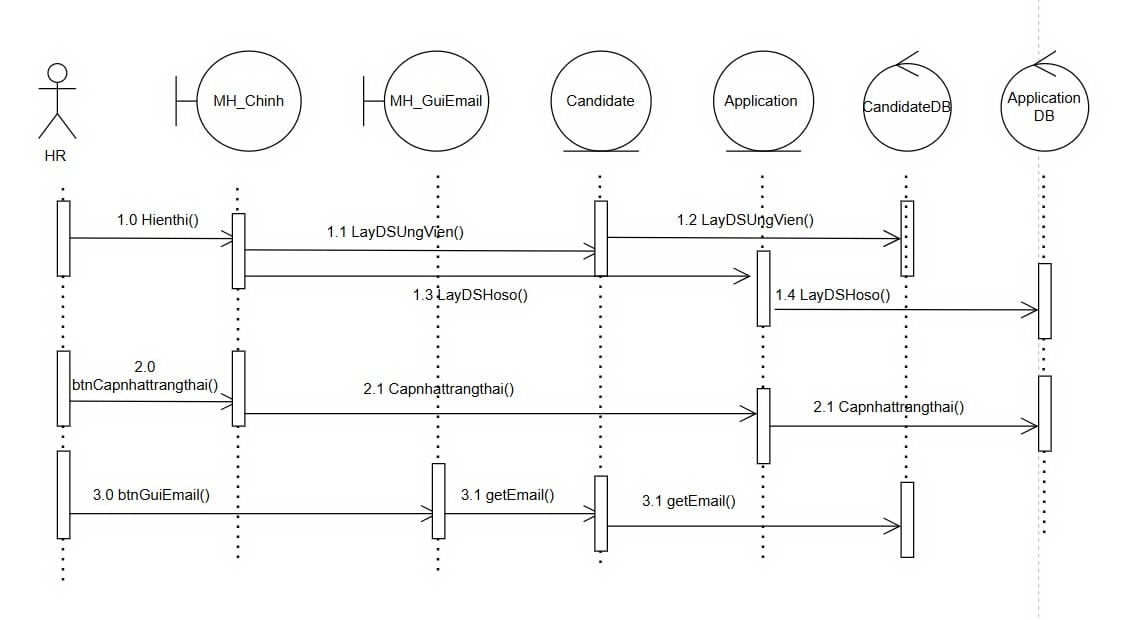 MH_Chinh
MH_GuiEmail
Candidate
Application
CandidateDB
Application
DB
HR
1.0 Hienthi()
1.1 LayDSUngVien()
1.2 LayDSUngVien()
1.3 LayDSHoso()
1.4 LayDSHoso()
2.0
btnCapnhattrangthai()
2.1 Capnhattrangthai()
2.1 Capnhattrangthai()
3.0 btnGuiEmail()
3.1 getEmail()
3.1 getEmail()